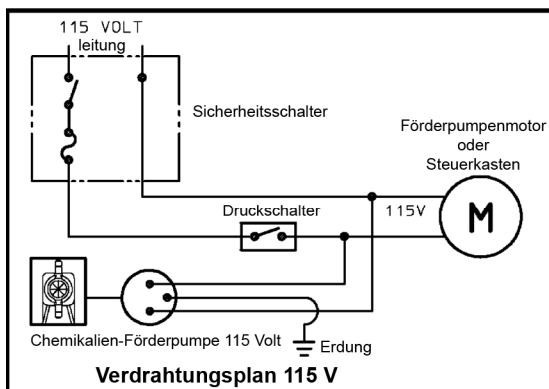 115 VOLT
leitung
Sicherheitsschalter
Förderpumpenmotor
oder
Steuerkasten
Druckschalter
115V
M
Chemikalien-Förderpumpe 115 Volt
Erdung
Verdrahtungsplan 115 V